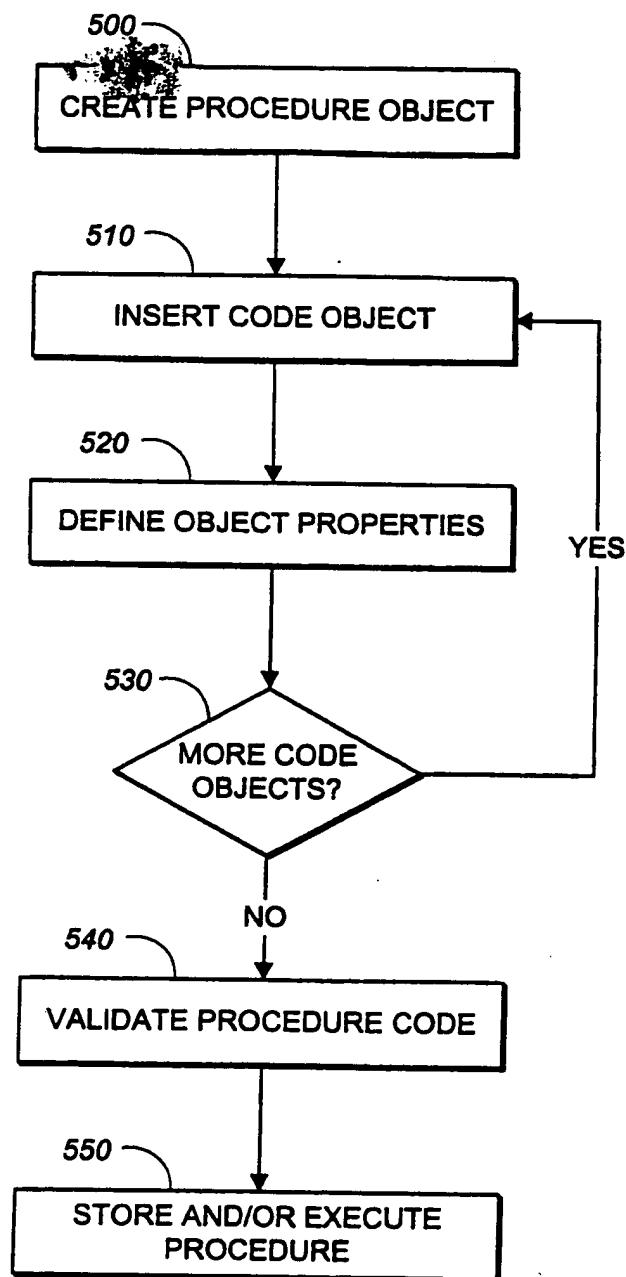 500
CREATE PROCEDURE OBJECT
510
INSERT CODE OBJECT
520
DEFINE OBJECT PROPERTIES
YES
530
MORE CODE
OBJECTS?
NO
540
VALIDATE PROCEDURE CODE
550
STORE AND/OR EXECUTE
PROCEDURE